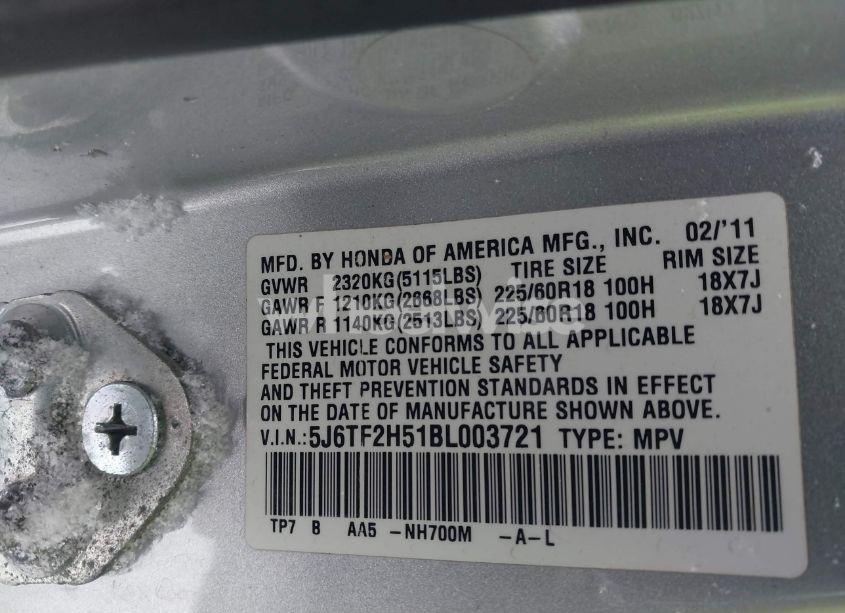 MFD. BY HONDA OF AMERICA MFG., INC. 02/'11
GVWR 2320KG(5115LBS) TIRE SIZE RIM SIZE
GAWR F 1210KG(2668LBS) 225/60R18 100H 18X7J
GAWR R 1140KG(2513LBS) 225/60R18 100H 18X7J
THIS VEHICLE CONFORMS TO ALL APPLICABLE
FEDERAL MOTOR VEHICLE SAFETY
AND THEFT PREVENTION STANDARDS IN EFFECT
ON THE DATE OF MANUFACTURE SHOWN ABOVE.
V.I.N.:5J6TF2H51BL003721 TYPE: MPV
TP7 B AA5 -NH700M -A-L